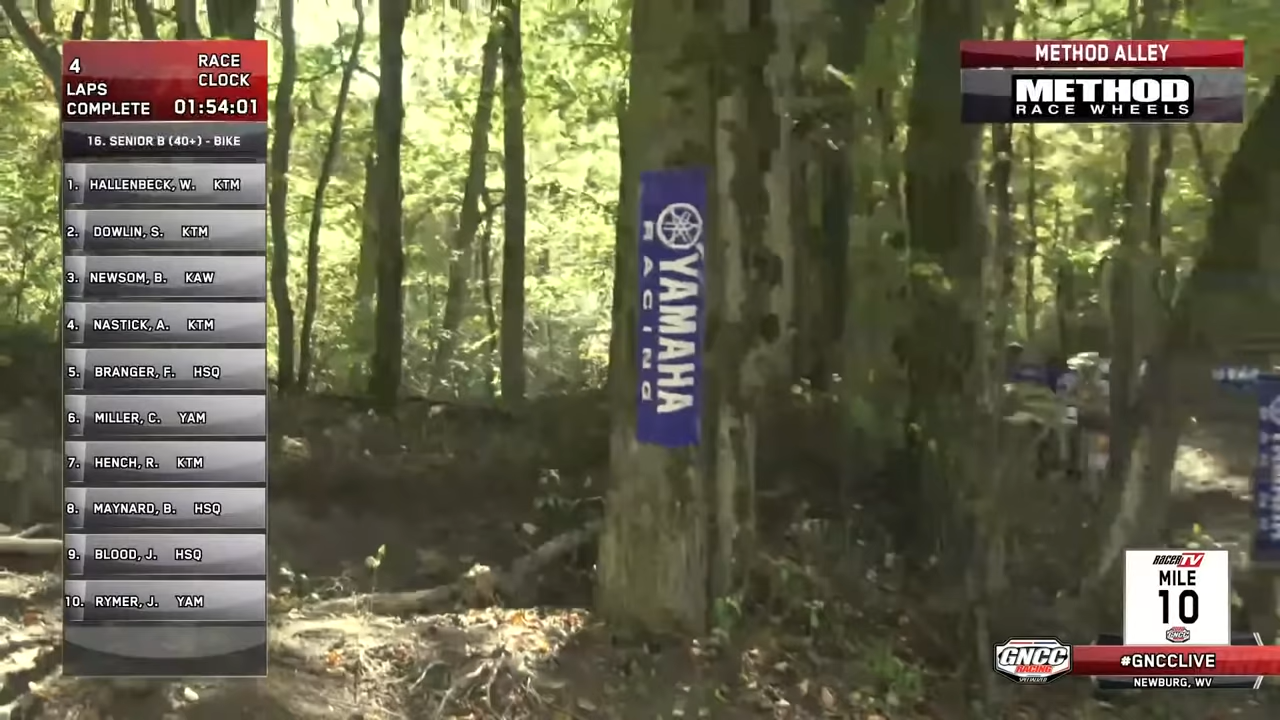 4
LAPS
COMPLETE
RACE
CLOCK
01:54:01
16. SENIOR B (40+) - BIKE
1. HALLENBECK, W. KTM
2. DOWLIN, S. KTM
3. NEWSOM, B. KAW
4. NASTICK, A. KTM
5. BRANGER, F. HSQ
6. MILLER, C. YAM
7. HENCH, R. KTM
8. MAYNARD, B. HSQ
9. BLOOD, J. HSQ
10. RYMER, J. YAM
YAMAHA
RACING
METHOD ALLEY
METHOD
RACE WHEELS
RACER TV
MILE
10
GNCC
GNCC
RACING
SPECIALIZED
#GNCCLIVE
NEWBURG, WV